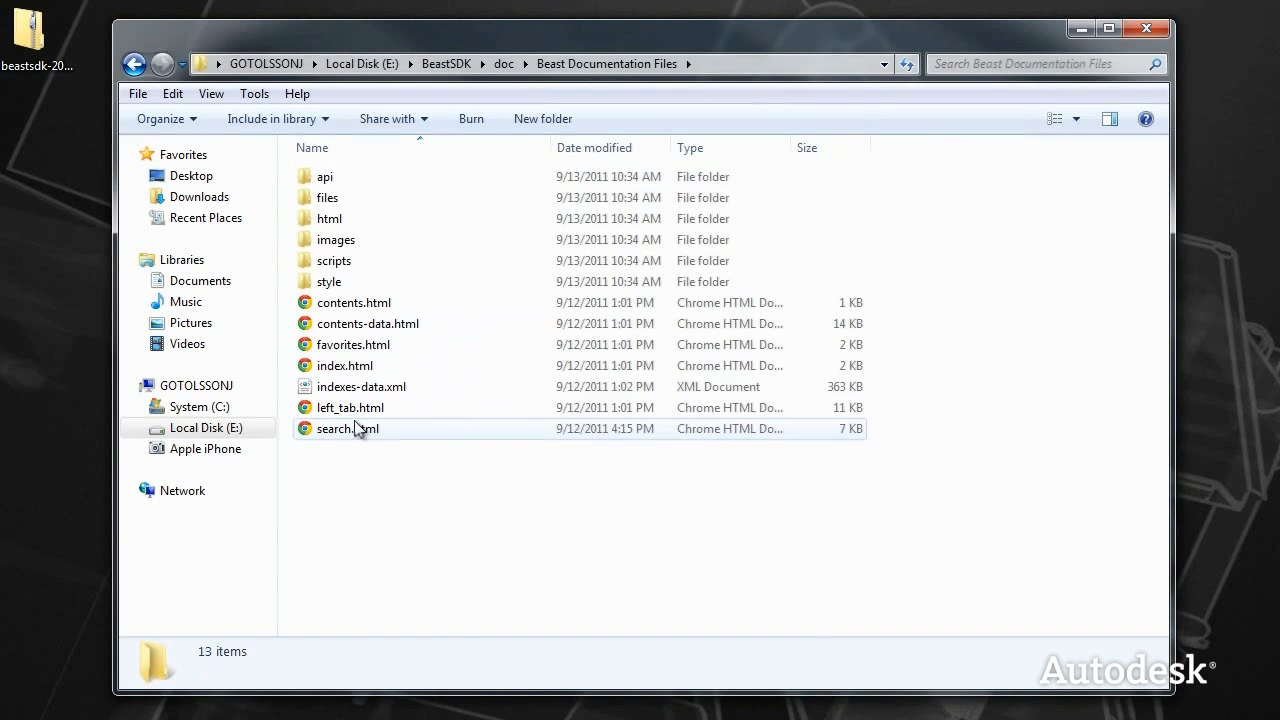 beastsdk-20...
GOTOLSSONJ Local Disk (E:) BeastSDK doc Beast Documentation Files
Search Beast Documentation Files
File Edit View Tools Help
Organize Include in library Share with Burn New folder
Name Date modified Type Size
Favorites
Desktop
Downloads
Recent Places
Libraries
Documents
Music
Pictures
Videos
GOTOLSSONJ
System (C:)
Local Disk (E:)
Apple iPhone
Network
api 9/13/2011 10:34 AM File folder
files 9/13/2011 10:34 AM File folder
html 9/13/2011 10:34 AM File folder
images 9/13/2011 10:34 AM File folder
scripts 9/13/2011 10:34 AM File folder
style 9/13/2011 10:34 AM File folder
contents.html 9/12/2011 1:01 PM Chrome HTML Do... 1 KB
contents-data.html 9/12/2011 1:01 PM Chrome HTML Do... 14 KB
favorites.html 9/12/2011 1:01 PM Chrome HTML Do... 2 KB
index.html 9/12/2011 1:01 PM Chrome HTML Do... 2 KB
indexes-data.xml 9/12/2011 1:02 PM XML Document 363 KB
left_tab.html 9/12/2011 1:01 PM Chrome HTML Do... 11 KB
search.html 9/12/2011 4:15 PM Chrome HTML Do... 7 KB
13 items
Autodesk®